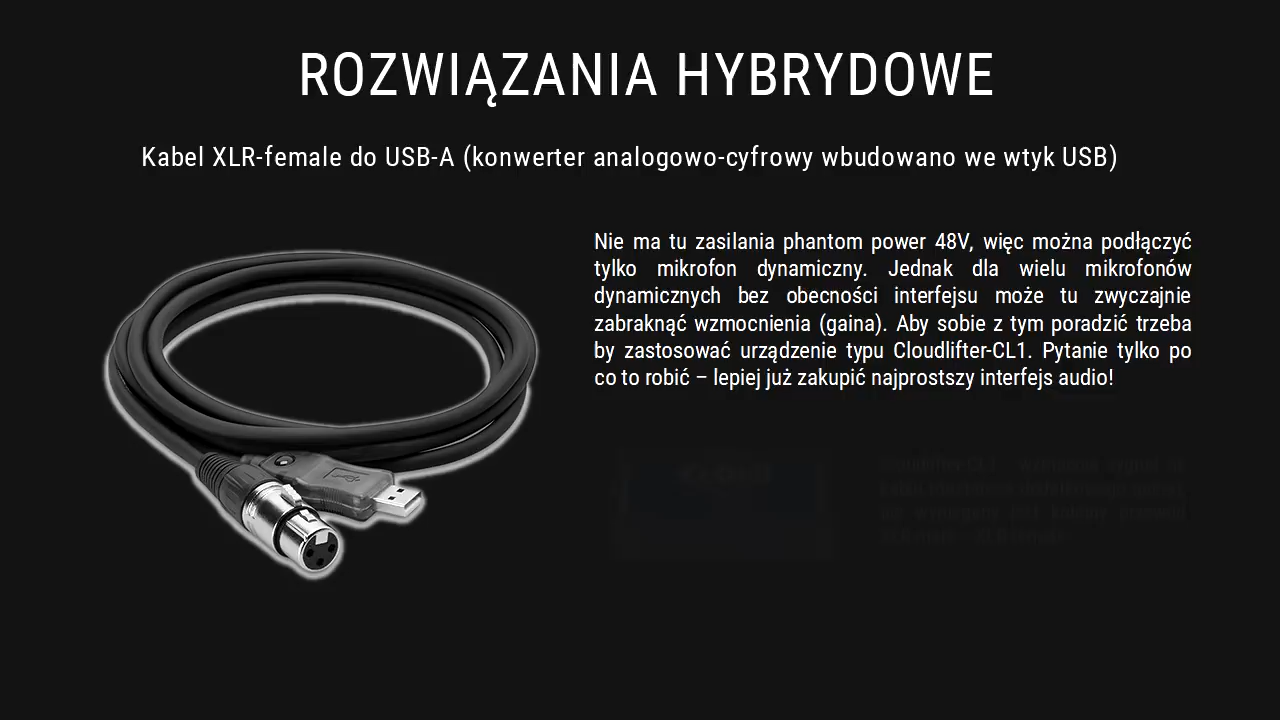 ROZWIĄZANIA HYBRYDOWE
Kabel XLR-female do USB-A (konwerter analogowo-cyfrowy wbudowano we wtyk USB)
Nie ma tu zasilania phantom power 48V, więc można podłączyć
tylko mikrofon dynamiczny. Jednak dla wielu mikrofonów
dynamicznych bez obecności interfejsu może tu zwyczajnie
zabraknąć wzmocnienia (gaina). Aby sobie z tym poradzić trzeba
by zastosować urządzenie typu Cloudlifter-CL1. Pytanie tylko po
co to robić – lepiej już zakupić najprostszy interfejs audio!